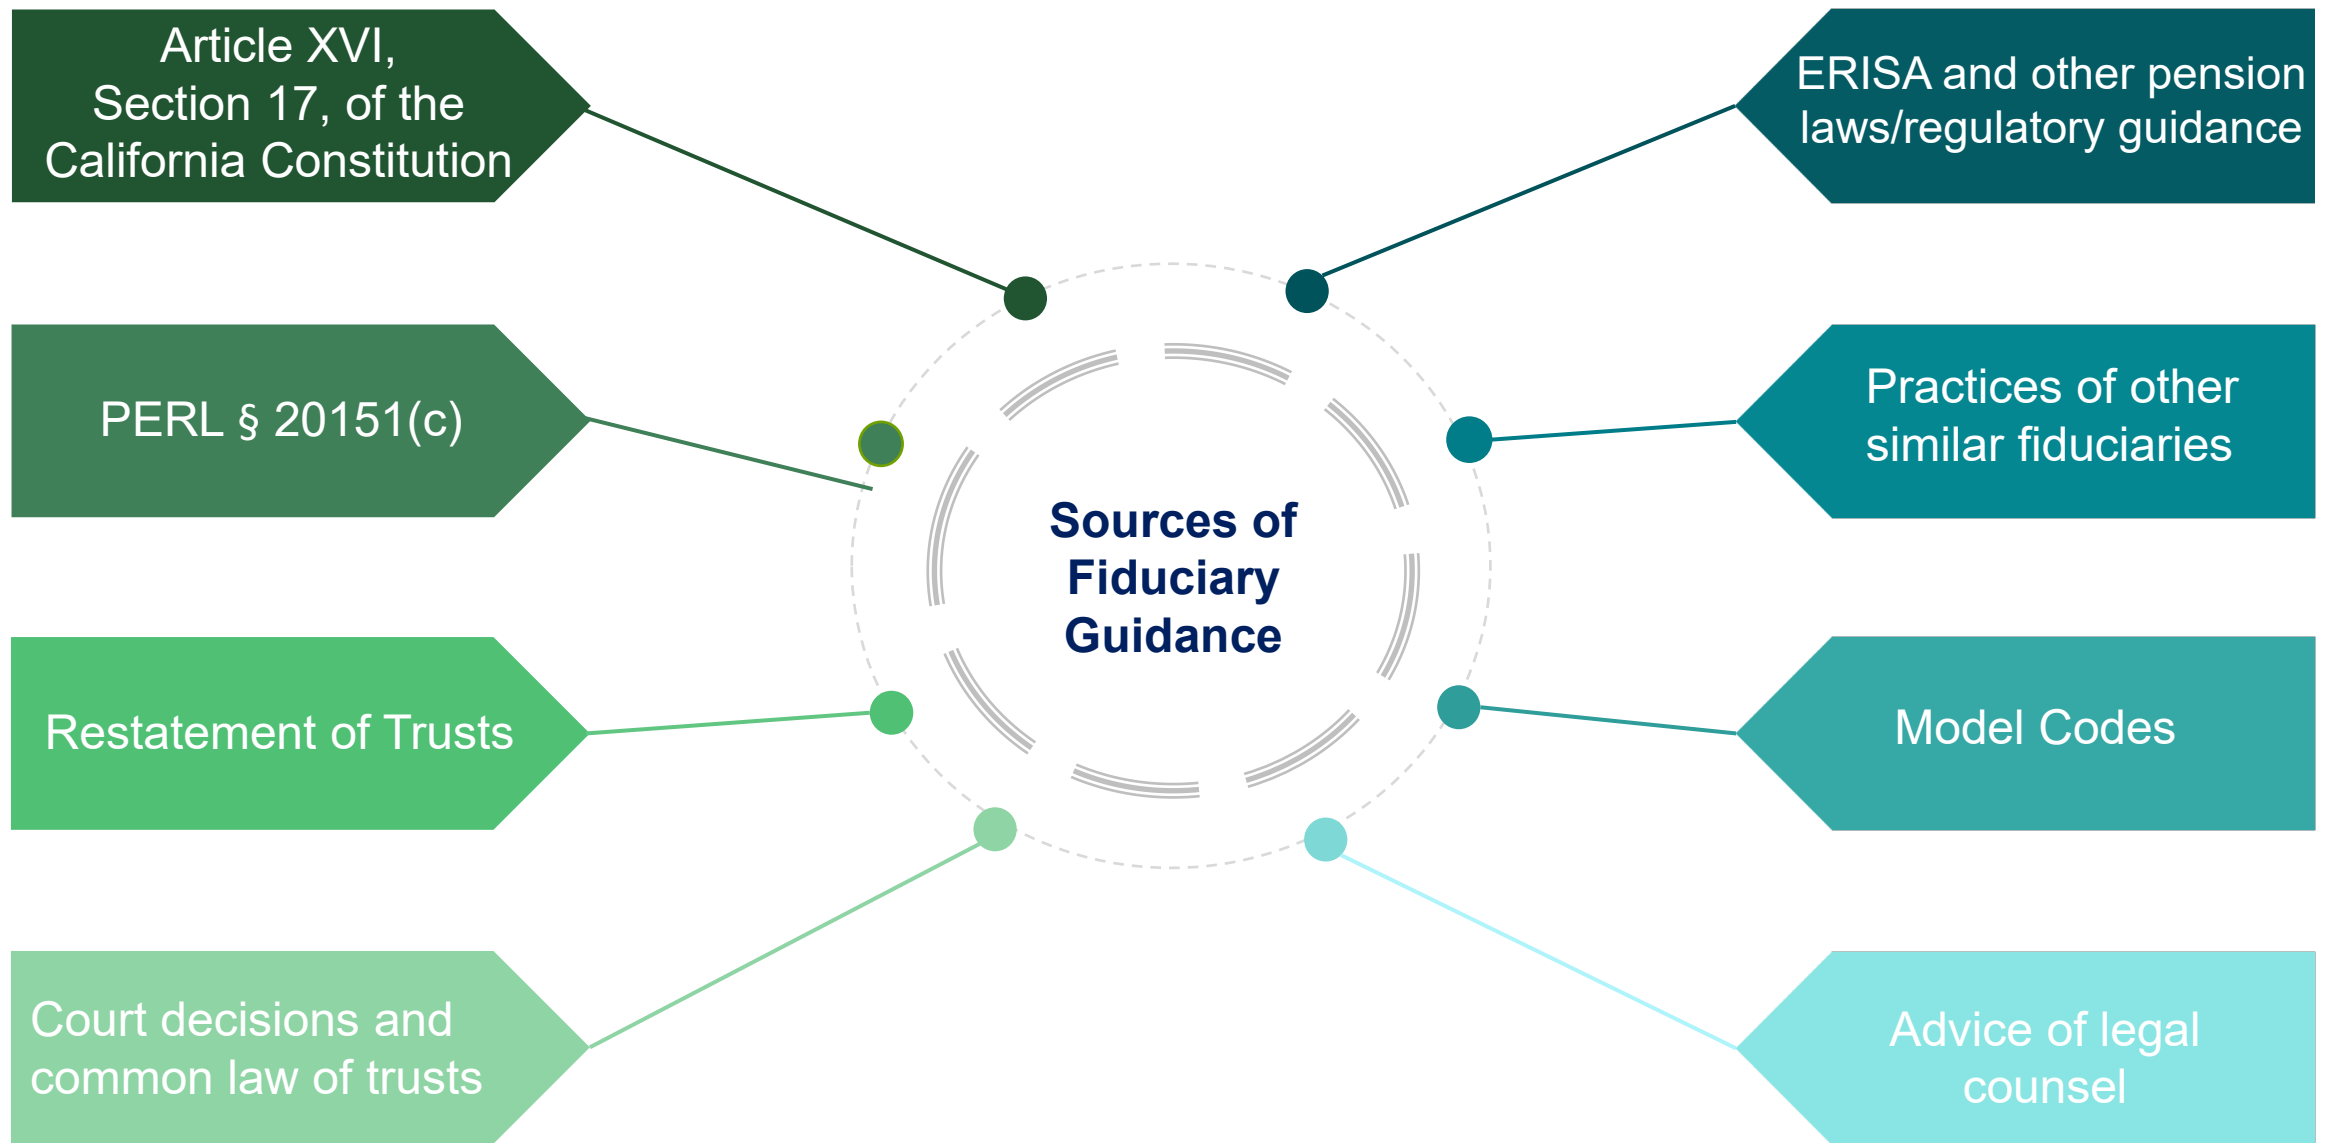 Article XVI,
Section 17, of the
California Constitution
PERL § 20151(c)
Restatement of Trusts
Court decisions and
common law of trusts
Sources of
Fiduciary
Guidance
ERISA and other pension
laws/regulatory guidance
Practices of other
similar fiduciaries
Model Codes
Advice of legal
counsel